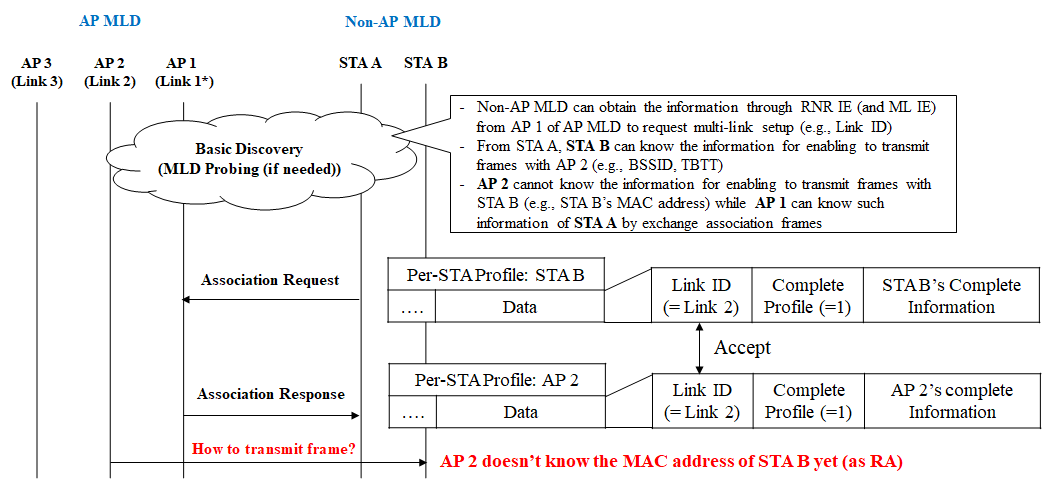 AP MLD
Non-AP MLD
AP 3
(Link 3)
AP 2
(Link 2)
AP 1
(Link 1*)
STA A
STA B
Basic Discovery
(MLD Probing (if needed))
- Non-AP MLD can obtain the information through RNR IE (and ML IE)
from AP 1 of AP MLD to request multi-link setup (e.g., Link ID)
- From STA A, STA B can know the information for enabling to transmit
frames with AP 2 (e.g., BSSID, TBTT)
- AP 2 cannot know the information for enabling to transmit frames with
STA B (e.g., STA B's MAC address) while AP 1 can know such
information of STA A by exchange association frames
Association Request
Per-STA Profile: STA B
....
Data
Link ID
(= Link 2)
Complete
Profile (=1)
STA B's Complete
Information
Accept
Association Response
Per-STA Profile: AP 2
....
Data
Link ID
(= Link 2)
Complete
Profile (=1)
AP 2's complete
Information
How to transmit frame?
AP 2 doesn't know the MAC address of STA B yet (as RA)